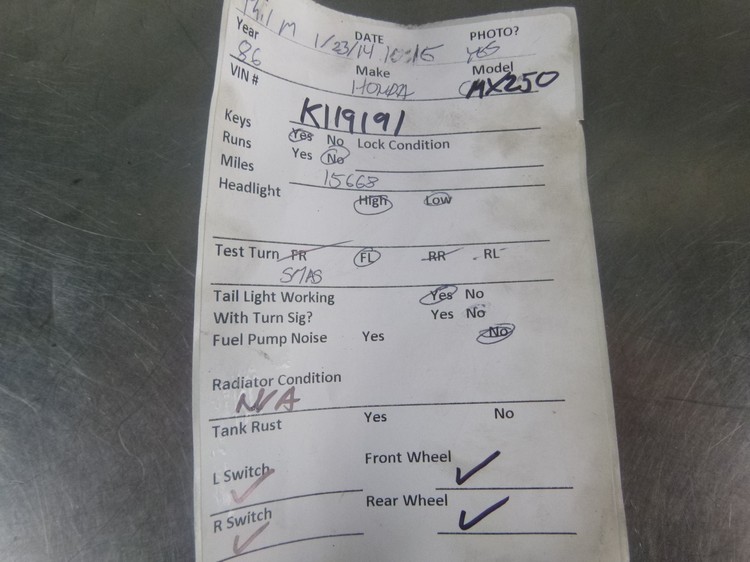 Phil M DATE PHOTO?
Year 1/23/14 YES
86 Make Model
VIN # HONDA CMX250
Keys K119191
Runs Yes No Lock Condition
Miles Yes No
15663
Headlight High Low
Test Turn FR FL RR RL
SMAS
Tail Light Working Yes No
With Turn Sig? Yes No
Fuel Pump Noise Yes No
Radiator Condition
N/A
Tank Rust Yes No
L Switch Front Wheel
R Switch Rear Wheel